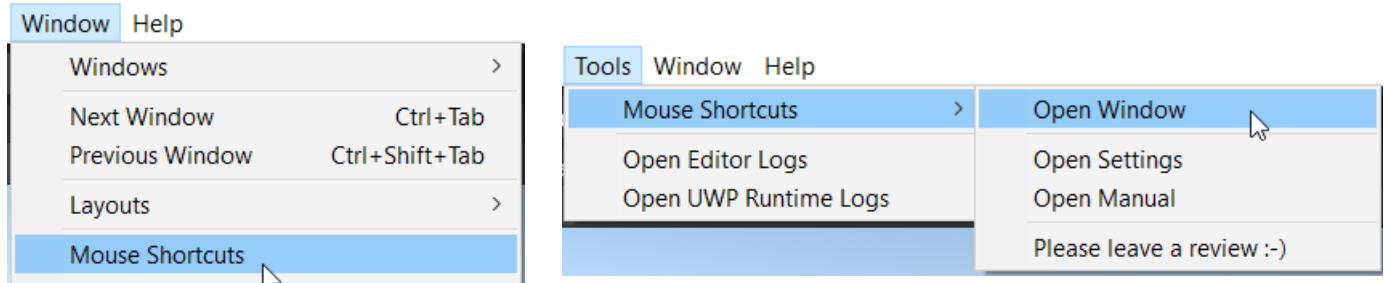 Window Help
Windows
Next Window Ctrl+Tab
Previous Window Ctrl+Shift+Tab
Layouts
Mouse Shortcuts
Tools Window Help
Mouse Shortcuts
Open Editor Logs
Open UWP Runtime Logs
Open Window
Open Settings
Open Manual
Please leave a review :-)